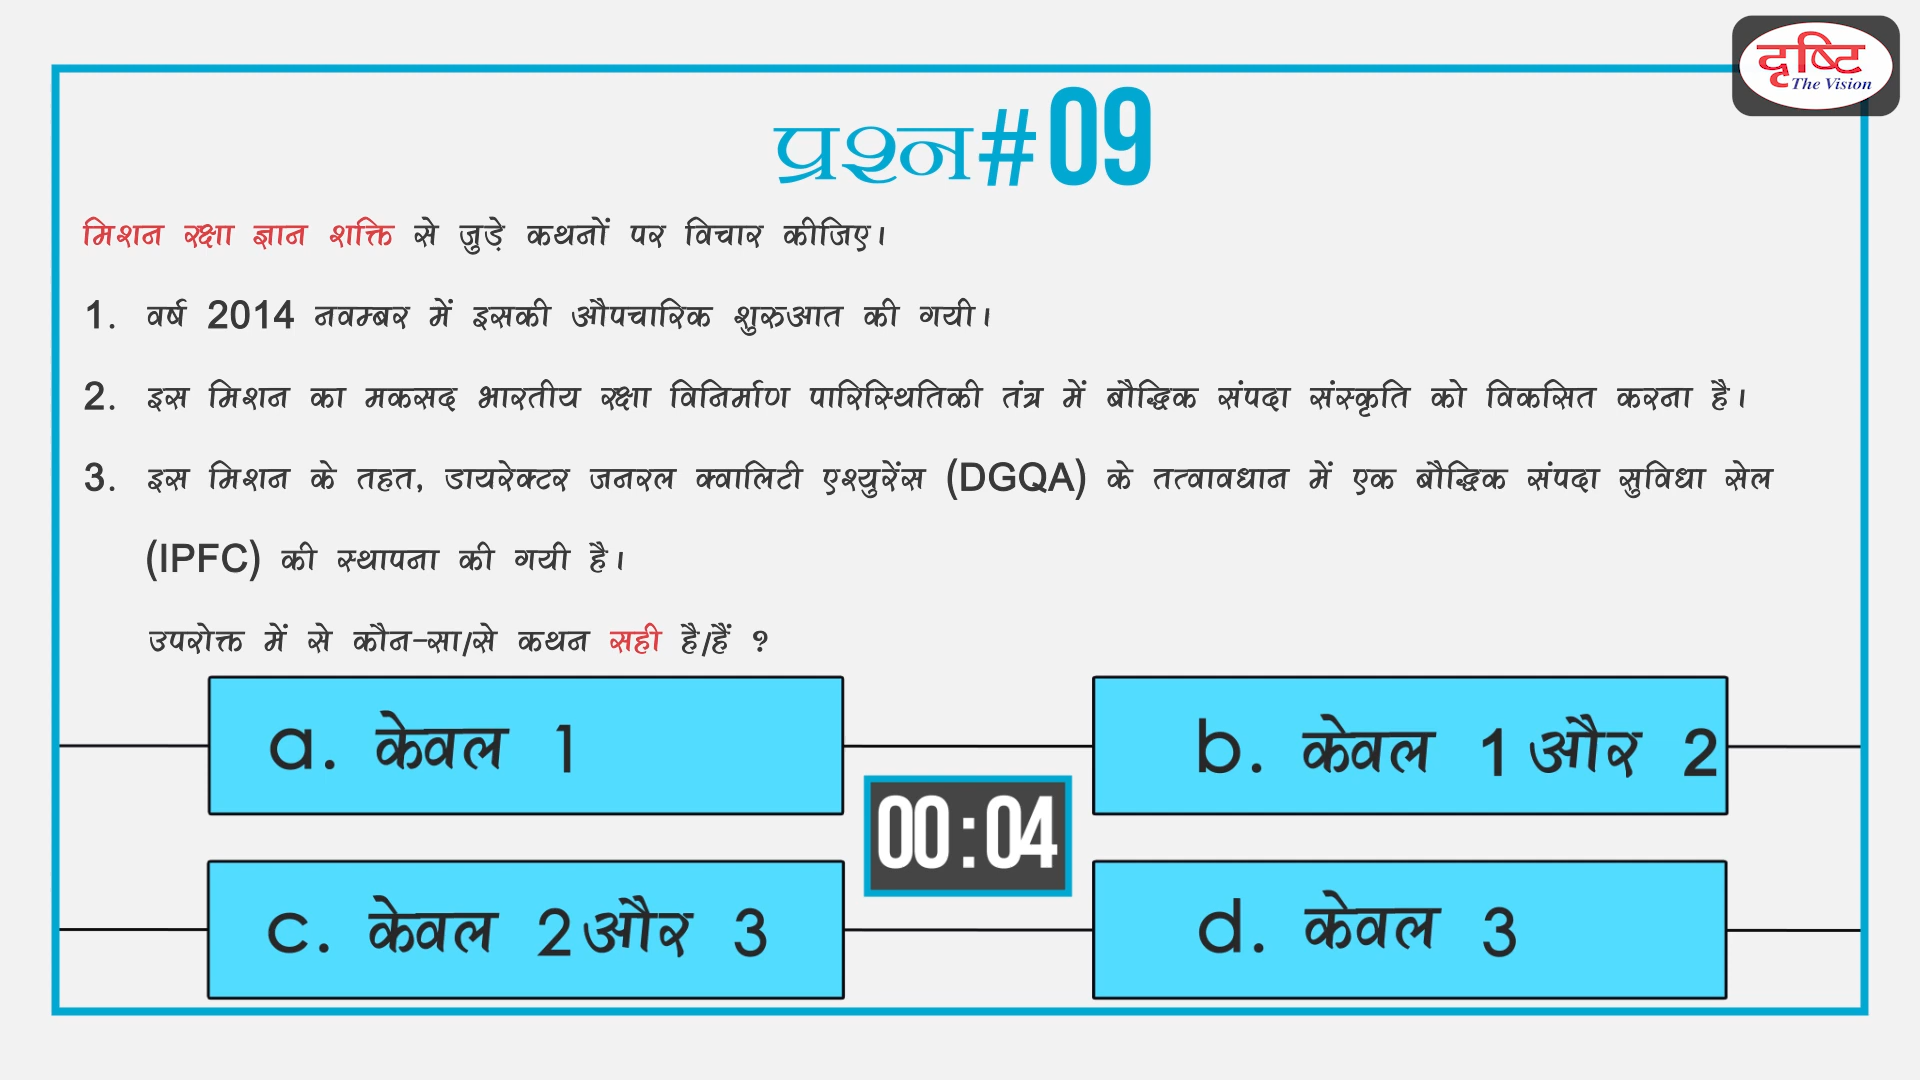 दृष्टि
The Vision
प्रश्न#09
मिशन रक्षा ज्ञान शक्ति से जुड़े कथनों पर विचार कीजिए।
1. वर्ष 2014 नवम्बर में इसकी औपचारिक शुरुआत की गयी।
2. इस मिशन का मकसद भारतीय रक्षा विनिर्माण पारिस्थितिकी तंत्र में बौद्धिक संपदा संस्कृति को विकसित करना है।
3. इस मिशन के तहत, डायरेक्टर जनरल क्वालिटी एश्युरेंस (DGQA) के तत्वावधान में एक बौद्धिक संपदा सुविधा सेल
(IPFC) की स्थापना की गयी है।
उपरोक्त में से कौन-सा/से कथन सही है/हैं ?
a. केवल 1
b. केवल 1 और 2
00:04
c. केवल 2 और 3
d. केवल 3